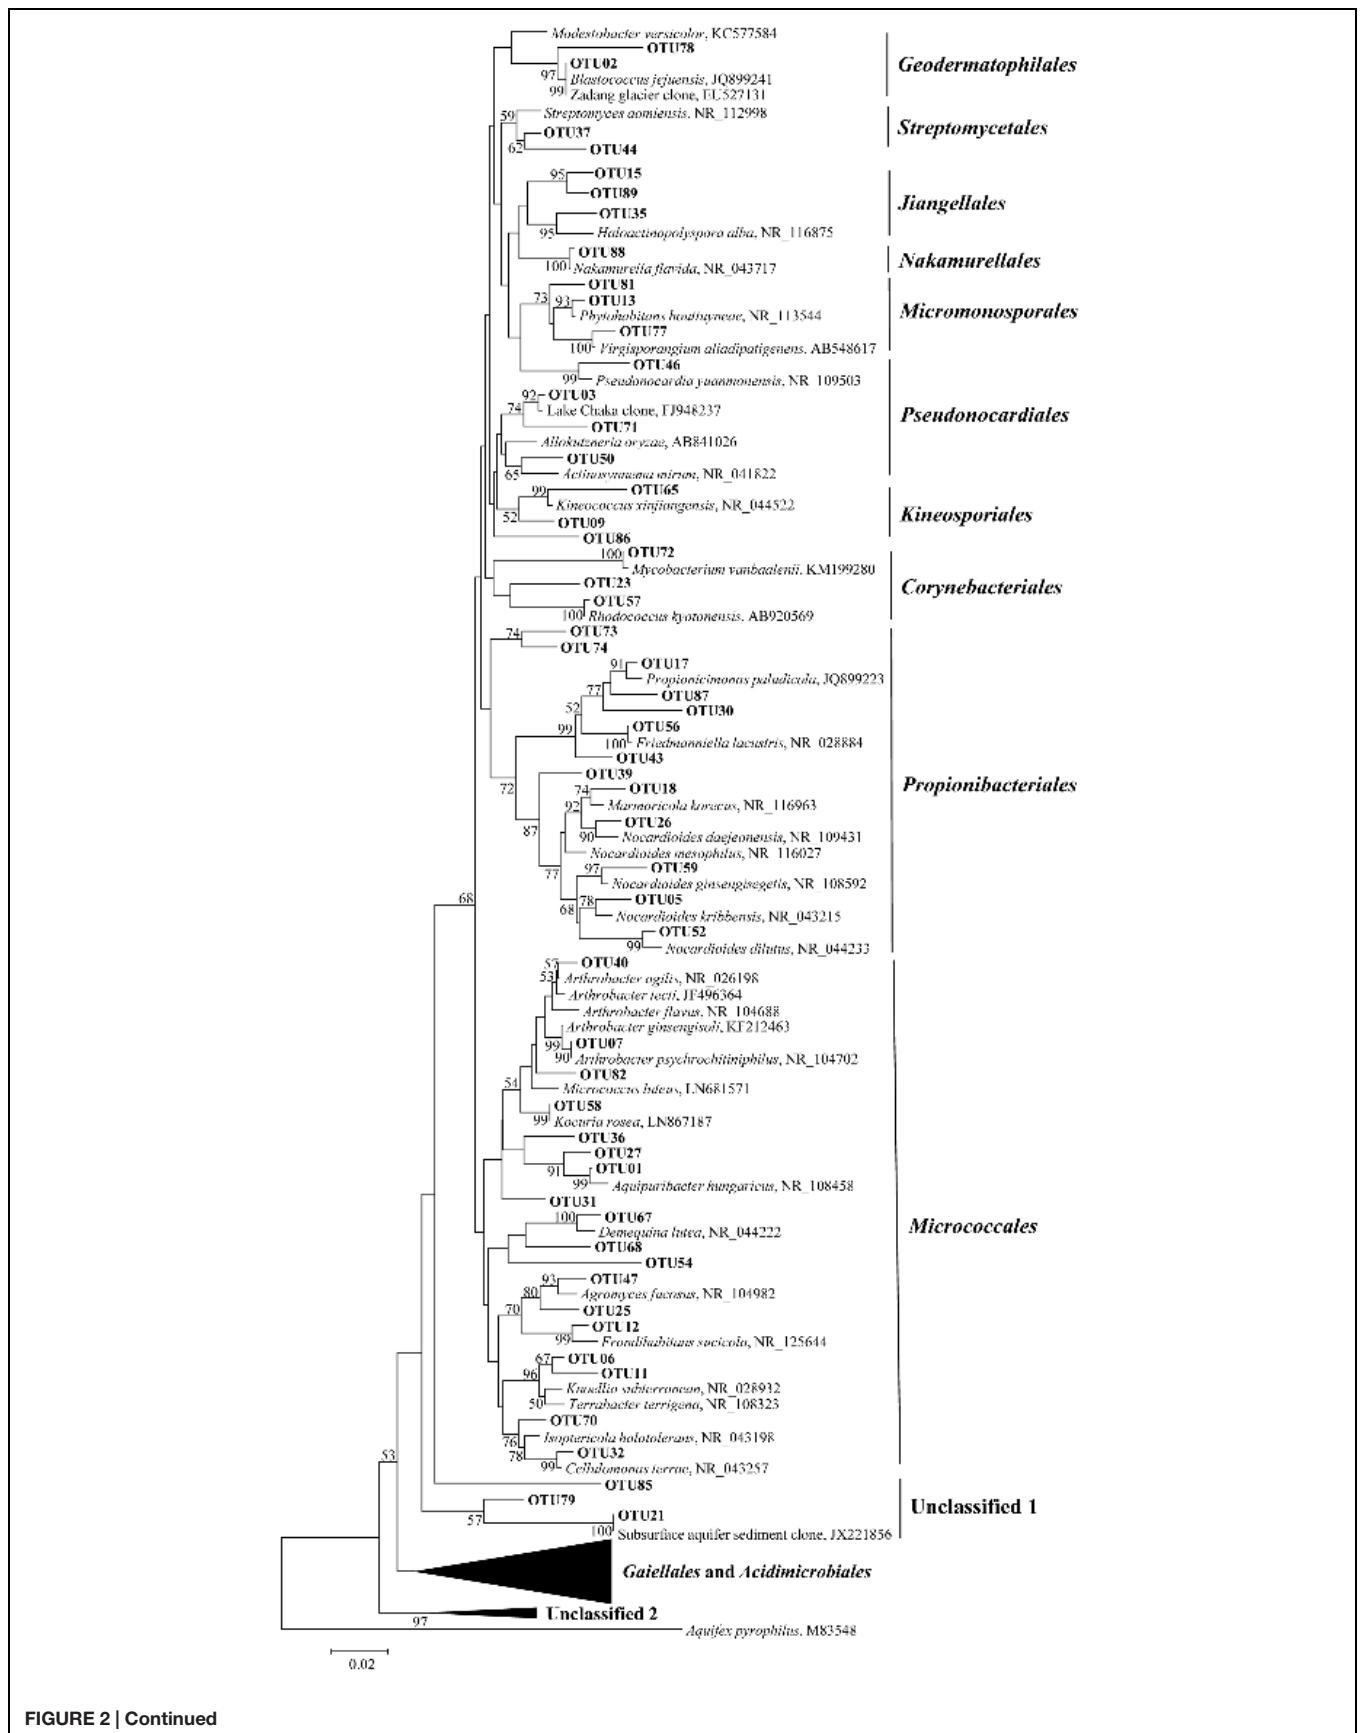 Modestobacter versicolor, KC577584
OTU78
OTU02
97
Blastococcus jejuensis, JQ899241
99
Zadang glacier clone, EU527131
Geodermatophilales
59
Streptomyces aomiensis. NR_112998
OTU37
62
OTU44
Streptomycetales
95
OTU15
OTU89
OTU35
95
Haloactinopolyspora alba, NR_116875
Jiangellales
OTU88
100
Nakamurella flavida, NR_043717
Nakamurellales
OTU81
73
93
OTU13
Phytohabitans houttuyneae, NR_113544
OTU77
100
Virgisporangium aliadipatigenens. AB548617
Micromonosporales
OTU46
99
Pseudonocardia yuanmonensis, NR_109503
92
OTU03
74
Lake Chaka clone, FJ948237
OTU71
Allokutzneria oryzae, AB841026
OTU50
65
Actinosynnema mirum, NR_041822
Pseudonocardiales
99
OTU65
Kineococcus xinjiangensis, NR_044522
52
OTU09
OTU86
Kineosporiales
100
OTU72
Mycobacterium vanbaalenii. KM199280
OTU23
OTU57
100
Rhodococcus kyotonensis. AB920569
Corynebacteriales
74
OTU73
OTU74
91
OTU17
Propionicimonas paludicola, JQ899223
77
OTU87
52
OTU30
99
OTU56
100
Friedmanniella lacustris, NR_028884
OTU43
72
OTU39
74
OTU18
92
Marmoricola korecus, NR_116963
87
OTU26
90
Nocardioides daejeonensis, NR_109431
Nocardioides mesophilus, NR_116027
77
97
OTU59
Nocardioides ginsengisegetis, NR_108592
68
78
OTU05
Nocardioides kribbensis, NR_043215
OTU52
99
Nocardioides dilutus, NR_044233
Propionibacteriales
68
57
OTU40
53
Arthrobacter agilis, NR_026198
Arthrobacter tecti, JF496364
Arthrobacter flavus, NR_104688
Arthrobacter ginsengisoli, KF212463
99
OTU07
90
Arthrobacter psychrochitiniphilus, NR_104702
OTU82
54
Micrococcus luteus, LN681571
OTU58
99
Kocuria rosea, LN867187
OTU36
OTU27
91
OTU01
99
Aquipuribacter hungaricus, NR_108458
OTU31
100
OTU67
Demequina lutea, NR_044222
OTU68
OTU54
93
OTU47
80
Agromyces fucosus, NR_104982
70
OTU25
OTU12
99
Frondihabitans sucicola, NR_125644
67
OTU06
96
OTU11
Knoellia subterranean, NR_028932
50
Terrabacter terrigena, NR_108323
OTU70
76
Isoptericola halotolerans, NR_043198
78
OTU32
99
Cellulomonas terrae, NR_043257
Micrococcales
53
OTU85
OTU79
57
OTU21
100
Subsurface aquifer sediment clone, JX221856
Unclassified 1
Gaiellales and Acidimicrobiales
97
Unclassified 2
Aquifex pyrophilus. M83548
0.02
FIGURE 2 | Continued